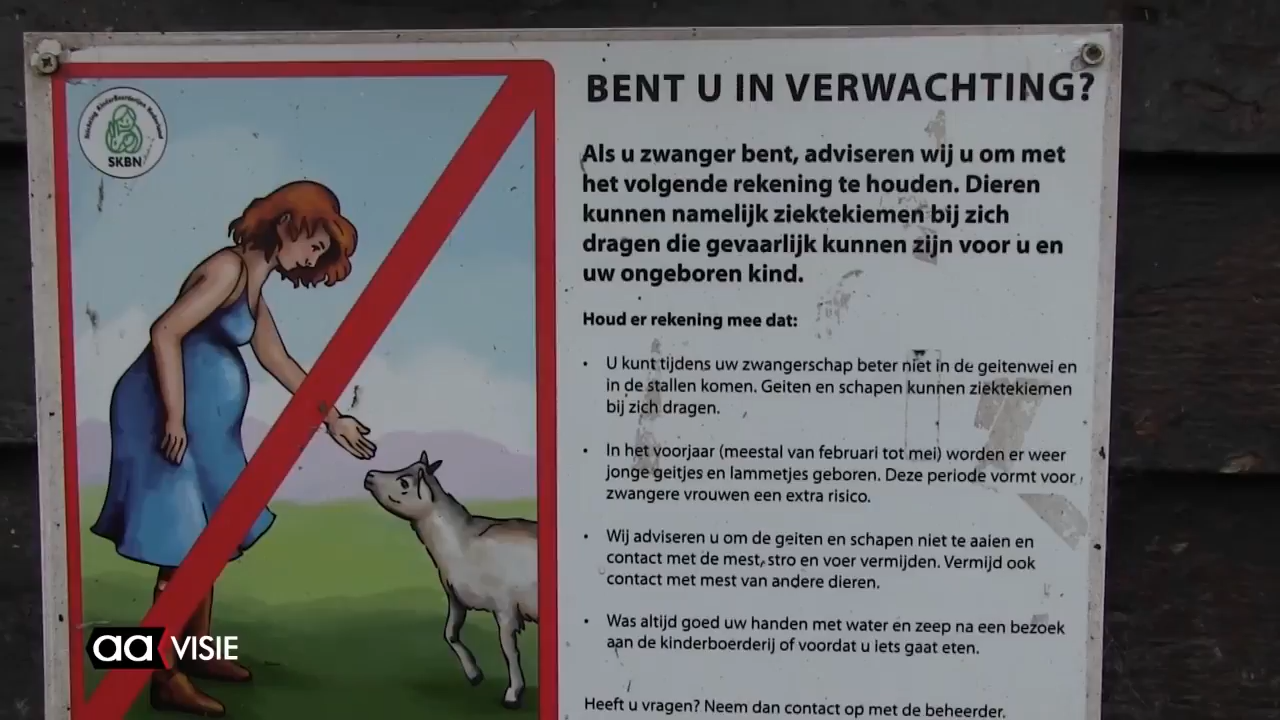 Stichting KinderBoerderijen Nederland
SKBN
BENT U IN VERWACHTING?
Als u zwanger bent, adviseren wij u om met
het volgende rekening te houden. Dieren
kunnen namelijk ziektekiemen bij zich
dragen die gevaarlijk kunnen zijn voor u en
uw ongeboren kind.
Houd er rekening mee dat:
• U kunt tijdens uw zwangerschap beter niet in de geitenwei en
in de stallen komen. Geiten en schapen kunnen ziektekiemen
bij zich dragen.
• In het voorjaar (meestal van februari tot mei) worden er weer
jonge geitjes en lammetjes geboren. Deze periode vormt voor
zwangere vrouwen een extra risico.
• Wij adviseren u om de geiten en schapen niet te aaien en
contact met de mest, stro en voer vermijden. Vermijd ook
contact met mest van andere dieren.
• Was altijd goed uw handen met water en zeep na een bezoek
aan de kinderboerderij of voordat u iets gaat eten.
Heeft u vragen? Neem dan contact op met de beheerder.
aa VISIE